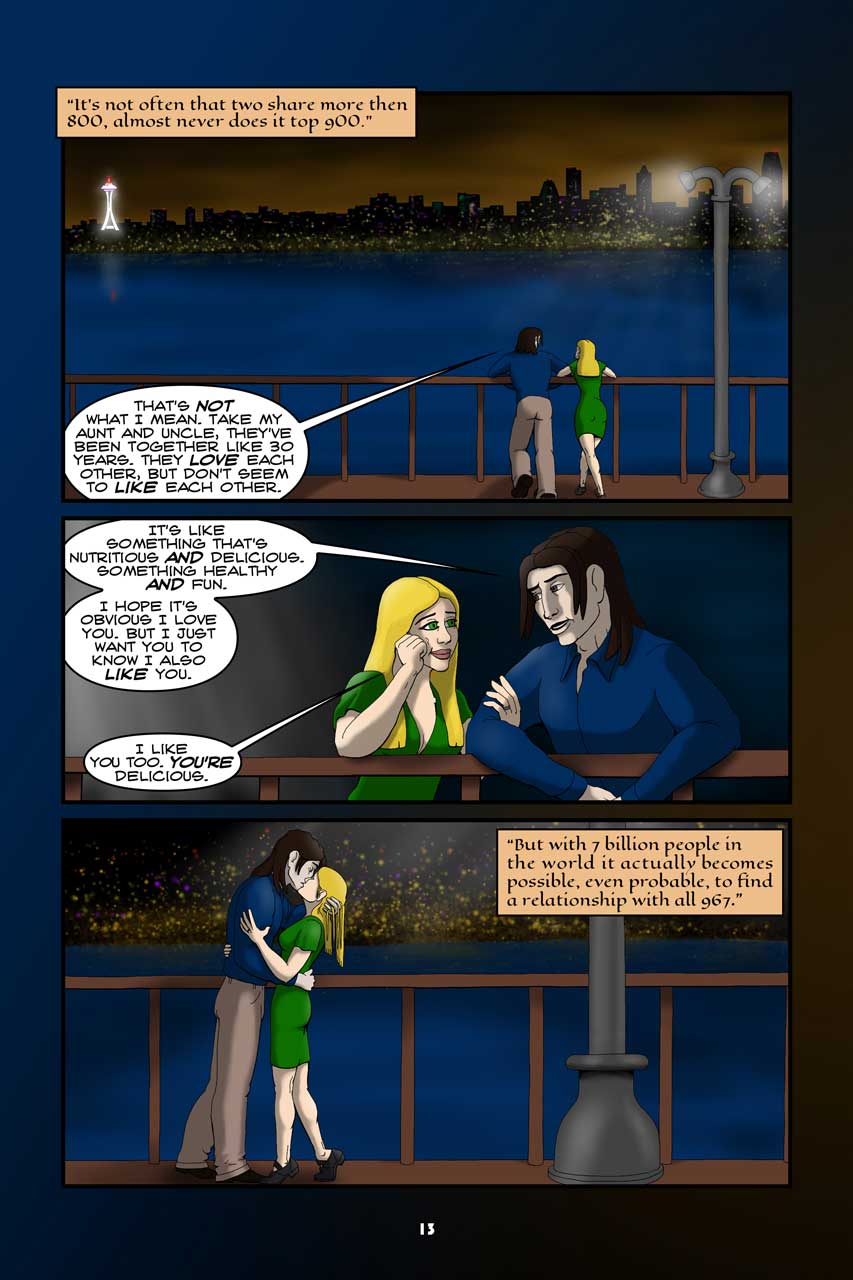 “It's not often that two share more then
800, almost never does it top 900.”
THAT'S NOT
WHAT I MEAN. TAKE MY
AUNT AND UNCLE, THEY'VE
BEEN TOGETHER LIKE 30
YEARS. THEY LOVE EACH
OTHER, BUT DON'T SEEM
TO LIKE EACH OTHER.
IT'S LIKE
SOMETHING THAT'S
NUTRITIOUS AND DELICIOUS.
SOMETHING HEALTHY
AND FUN.
I HOPE IT'S
OBVIOUS I LOVE
YOU. BUT I JUST
WANT YOU TO
KNOW I ALSO
LIKE YOU.
I LIKE
YOU TOO. YOU'RE
DELICIOUS.
“But with 7 billion people in
the world it actually becomes
possible, even probable, to find
a relationship with all 967.”
13